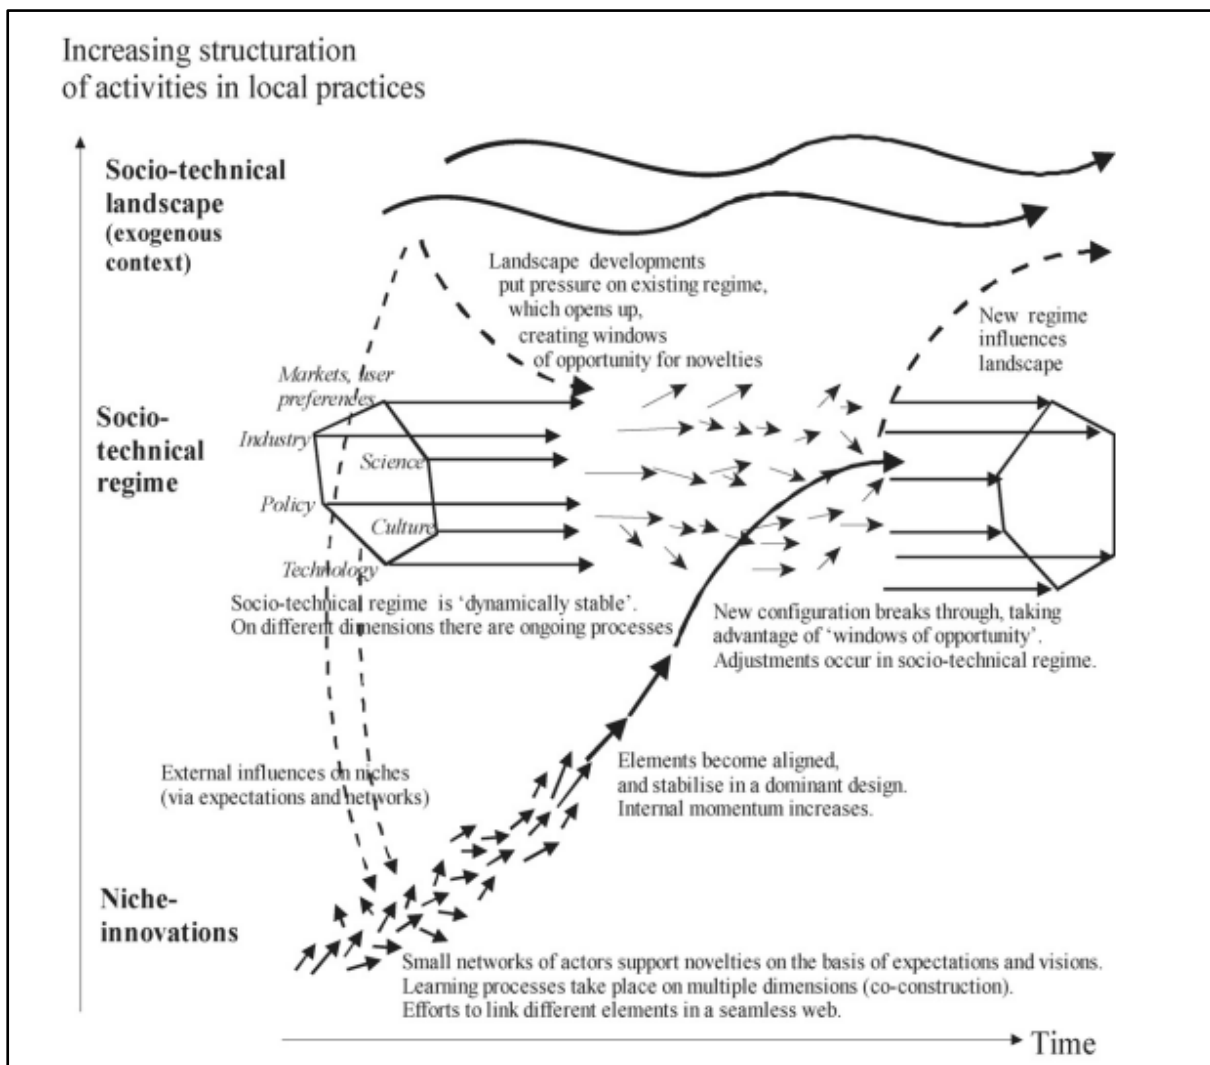 Increasing structuration
of activities in local practices
Socio-technical
landscape
(exogenous
context)
Landscape developments
put pressure on existing regime,
which opens up,
creating windows
of opportunity for novelties
New regime
influences
landscape
Markets, user
preferences
Socio-
technical
regime
Industry
Science
Policy
Culture
Technology
Socio-technical regime is ‘dynamically stable’.
On different dimensions there are ongoing processes
New configuration breaks through, taking
advantage of ‘windows of opportunity’.
Adjustments occur in socio-technical regime.
External influences on niches
(via expectations and networks)
Elements become aligned,
and stabilise in a dominant design.
Internal momentum increases.
Niche-
innovations
Small networks of actors support novelties on the basis of expectations and visions.
Learning processes take place on multiple dimensions (co-construction).
Efforts to link different elements in a seamless web.
Time